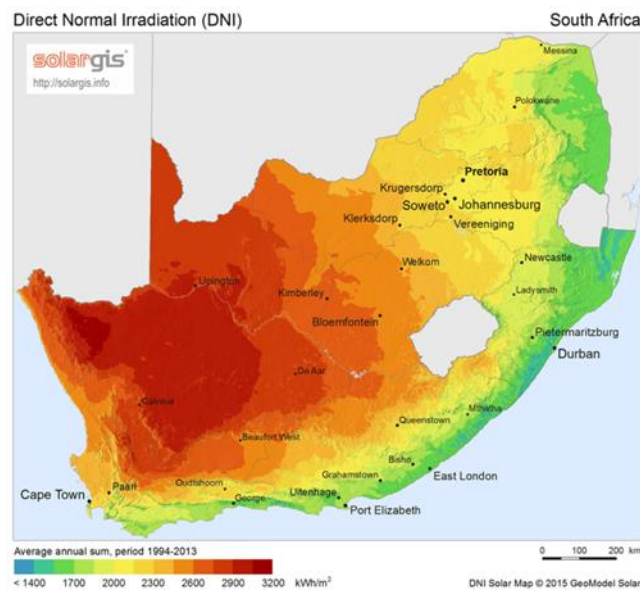 Direct Normal Irradiation (DNI)
South Africa
solargis
http://solargis.info
Messina
Polokwane
Pretoria
Krugersdorp
Soweto
Johannesburg
Vereeniging
Klerksdorp
Welkom
Newcastle
Upington
Kimberley
Ladysmith
Bloemfontein
Pietermaritzburg
Durban
De Aar
Calvinia
Mthatha
Queenstown
Beaufort West
Bisho
East London
Grahamstown
Oudtshoorn
Uitenhage
Paarl
Cape Town
George
Port Elizabeth
Average annual sum, period 1994-2013
0 100 200 km
< 1400 1700 2000 2300 2600 2900 3200 kWh/m²
DNI Solar Map © 2015 GeoModel Solar